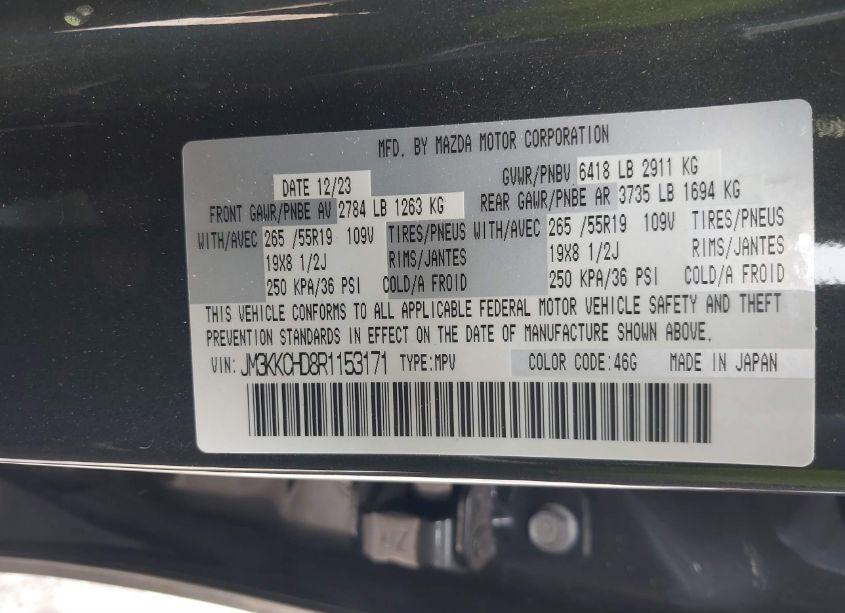 MFD. BY MAZDA MOTOR CORPORATION
DATE 12/23 GVWR/PNBV 6418 LB 2911 KG
FRONT GAWR/PNBE AV 2784 LB 1263 KG REAR GAWR/PNBE AR 3735 LB 1694 KG
WITH/AVEC 265 /55R19 109V TIRES/PNEUS WITH/AVEC 265 /55R19 109V TIRES/PNEUS
19X8 1/2J RIMS/JANTES 19X8 1/2J RIMS/JANTES
250 KPA/36 PSI COLD/A FROID 250 KPA/36 PSI COLD/A FROID
THIS VEHICLE CONFORMS TO ALL APPLICABLE FEDERAL MOTOR VEHICLE SAFETY AND THEFT
PREVENTION STANDARDS IN EFFECT ON THE DATE OF MANUFACTURE SHOWN ABOVE.
VIN: JM3KKCHD8R1153171 TYPE:MPV COLOR CODE:46G MADE IN JAPAN